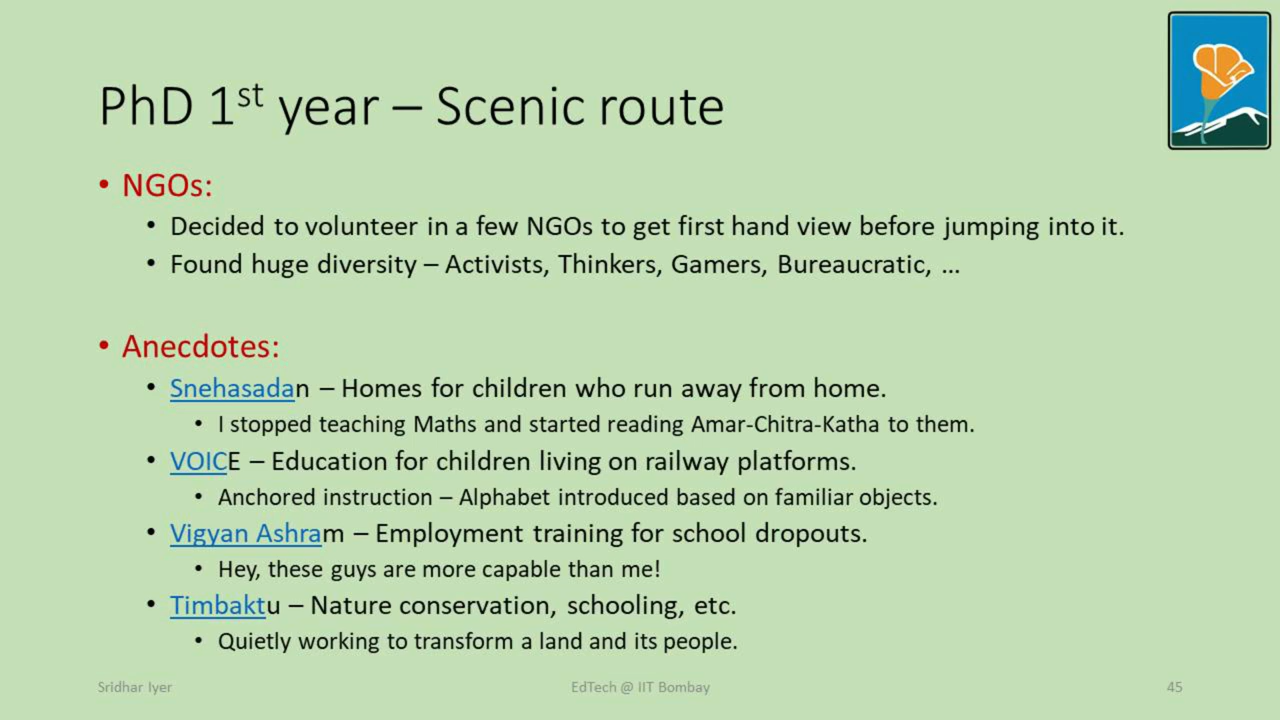 PhD 1st year – Scenic route
• NGOs:
• Decided to volunteer in a few NGOs to get first hand view before jumping into it.
• Found huge diversity – Activists, Thinkers, Gamers, Bureaucratic, ...
• Anecdotes:
• Snehasadan – Homes for children who run away from home.
• I stopped teaching Maths and started reading Amar-Chitra-Katha to them.
• VOICE – Education for children living on railway platforms.
• Anchored instruction – Alphabet introduced based on familiar objects.
• Vigyan Ashram – Employment training for school dropouts.
• Hey, these guys are more capable than me!
• Timbaktu – Nature conservation, schooling, etc.
• Quietly working to transform a land and its people.
Sridhar Iyer
EdTech @ IIT Bombay
45